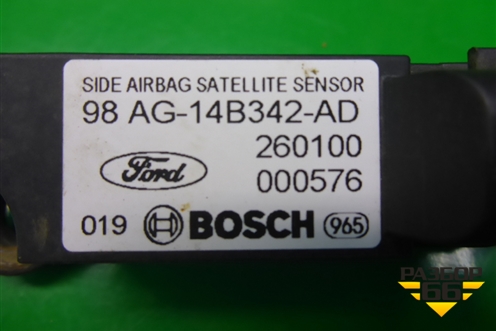 SIDE AIRBAG SATELLITE SENSOR
98 AG-14B342-AD
260100
Ford 000576
019 BOSCH 965
РАЗБОР
66